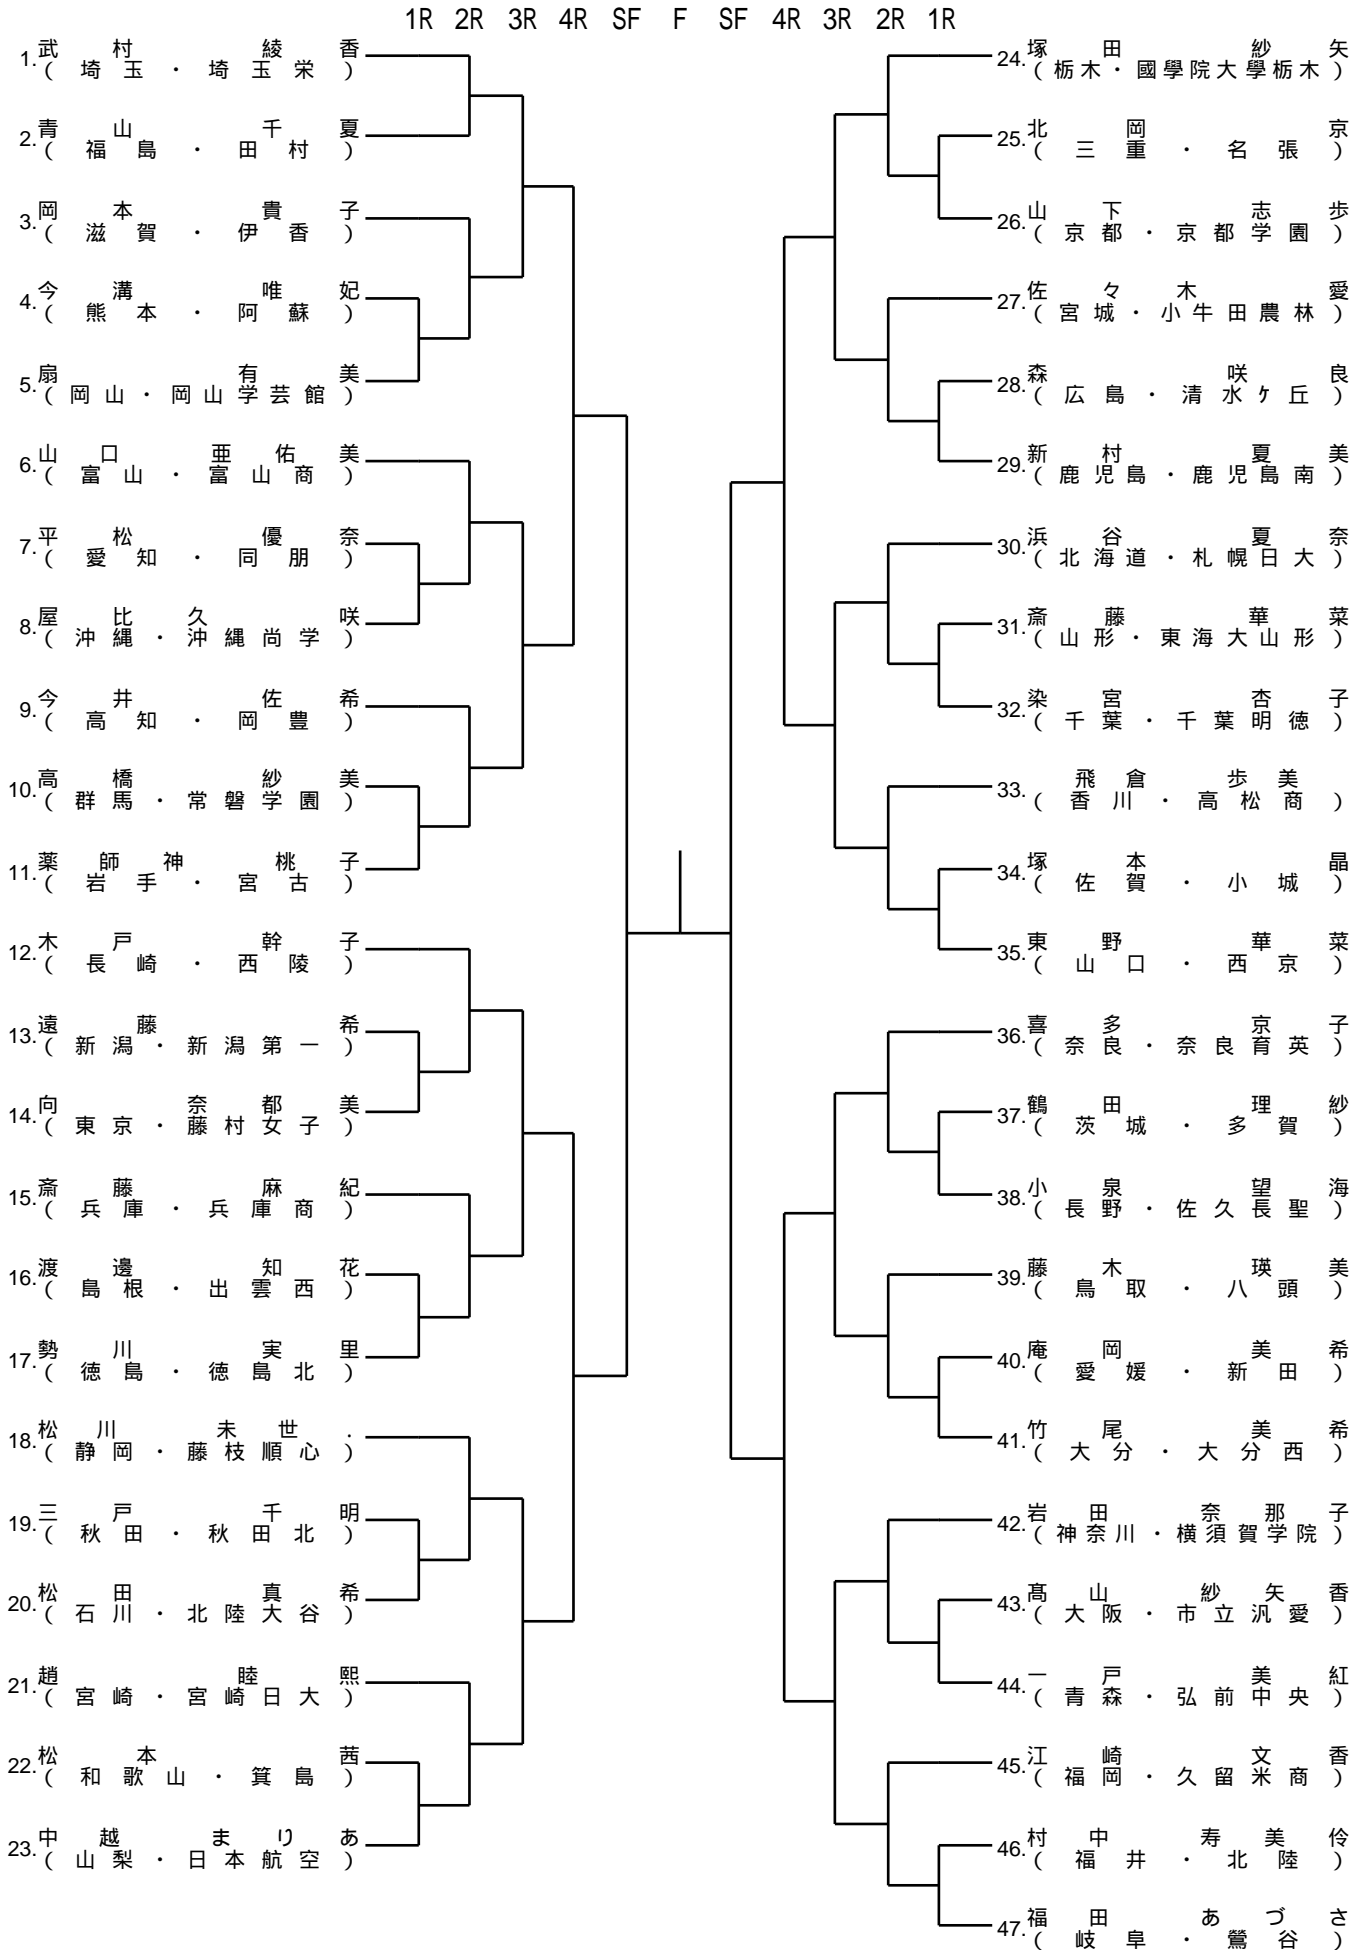 1R 2R 3R 4R SF F SF 4R 3R 2R 1R
1. 武村 綾香
(埼玉・埼玉栄)
2. 青山 千夏
(福島・田村)
3. 岡本 貴子
(滋賀・伊香)
4. 今溝 唯妃
(熊本・阿蘇)
5. 扇 有美
(岡山・岡山学芸館)
6. 山口 亜佑美
(富山・富山商)
7. 平松 優奈
(愛知・同朋)
8. 屋比久 咲
(沖縄・沖縄尚学)
9. 今井 佐希
(高知・岡豊)
10. 高橋 紗美
(群馬・常磐学園)
11. 薬師神 桃子
(岩手・宮古)
12. 木戸 幹子
(長崎・西陵)
13. 遠藤 希
(新潟・新潟第一)
14. 向 奈都美
(東京・藤村女子)
15. 斎藤 麻紀
(兵庫・兵庫商)
16. 渡邊 知花
(島根・出雲西)
17. 勢川 実里
(徳島・徳島北)
18. 松川 未世.
(静岡・藤枝順心)
19. 三戸 千明
(秋田・秋田北)
20. 松田 真希
(石川・北陸大谷)
21. 趙 睦熙
(宮崎・宮崎日大)
22. 松本 茜
(和歌山・箕島)
23. 中越 まりあ
(山梨・日本航空)
24. 塚田 紗矢
(栃木・國學院大學栃木)
25. 北岡 京
(三重・名張)
26. 山下 志歩
(京都・京都学園)
27. 佐々木 愛
(宮城・小牛田農林)
28. 森 咲良
(広島・清水ヶ丘)
29. 新村 夏美
(鹿児島・鹿児島南)
30. 浜谷 夏奈
(北海道・札幌日大)
31. 斎藤 華菜
(山形・東海大山形)
32. 染宮 杏子
(千葉・千葉明徳)
33. 飛倉 歩美
(香川・高松商)
34. 塚本 晶
(佐賀・小城)
35. 東野 華菜
(山口・西京)
36. 喜多 京子
(奈良・奈良育英)
37. 鶴田 理紗
(茨城・多賀)
38. 小泉 望海
(長野・佐久長聖)
39. 藤木 瑛美
(鳥取・八頭)
40. 庵岡 美希
(愛媛・新田)
41. 竹尾 美希
(大分・大分西)
42. 岩田 奈那子
(神奈川・横須賀学院)
43. 髙山 紗矢香
(大阪・市立汎愛)
44. 一戸 美紅
(青森・弘前中央)
45. 江崎 文香
(福岡・久留米商)
46. 村中 寿美伶
(福井・北陸)
47. 福田 あづさ
(岐阜・鶯谷)